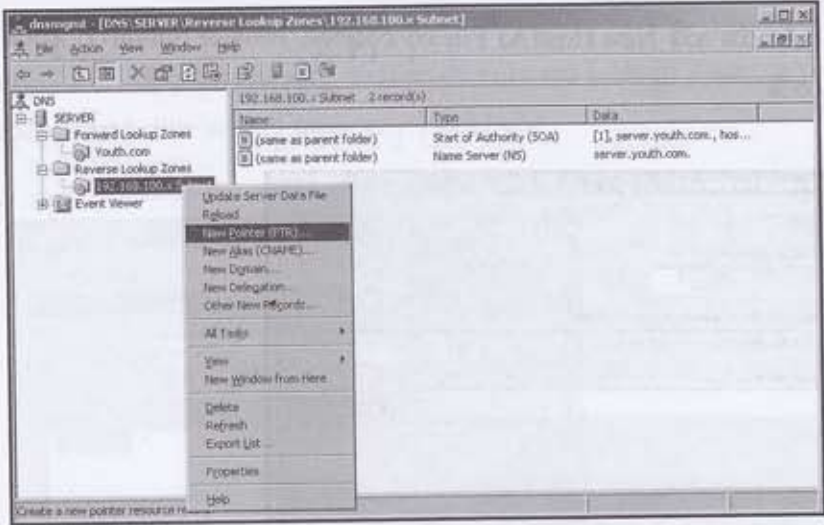 dnsmgmt - [DNS\SERVER\Reverse Lookup Zones\192.168.100.x Subnet]
File Action View Window Help
DNS
SERVER
Forward Lookup Zones
Youth.com
Reverse Lookup Zones
192.168.100.x
Event Viewer
192.168.100.x Subnet 2 record(s)
Name Type Data
(same as parent folder) Start of Authority (SOA) [1], server.youth.com., hos...
(same as parent folder) Name Server (NS) server.youth.com.
Update Server Data File
Reload
New Pointer (PTR)...
New Alias (CNAME)...
New Domain...
New Delegation...
Other New Records...
All Tasks
View
New Window from Here
Delete
Refresh
Export List...
Properties
Help
Create a new pointer resource